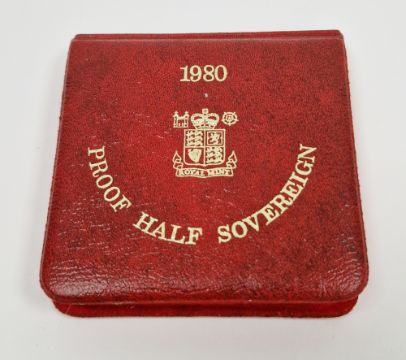 1980
ROYAL MINT
PROOF HALF SOVEREIGN